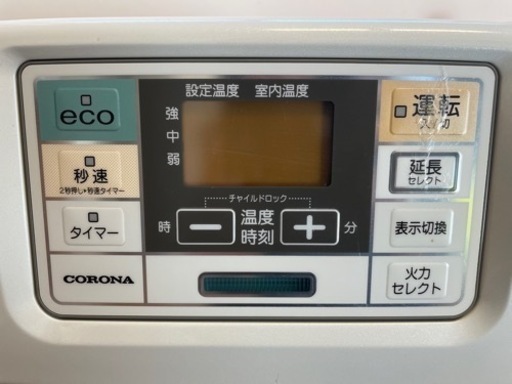 eco
設定温度 室内温度
強
中
弱
運転
入/切
秒速
2秒押し▸秒速タイマー
延長
セレクト
チャイルドロック
タイマー
時
－
温度
時刻
＋
分
表示切換
CORONA
火力
セレクト